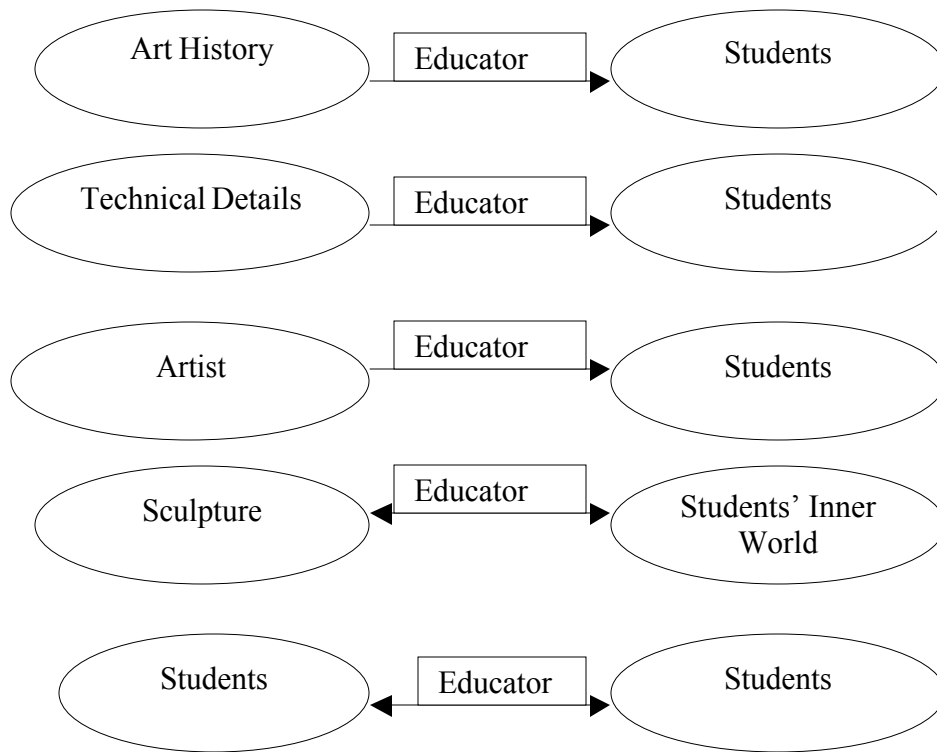 Art History
Educator
Students
Technical Details
Educator
Students
Artist
Educator
Students
Sculpture
Educator
Students’ Inner
World
Students
Educator
Students